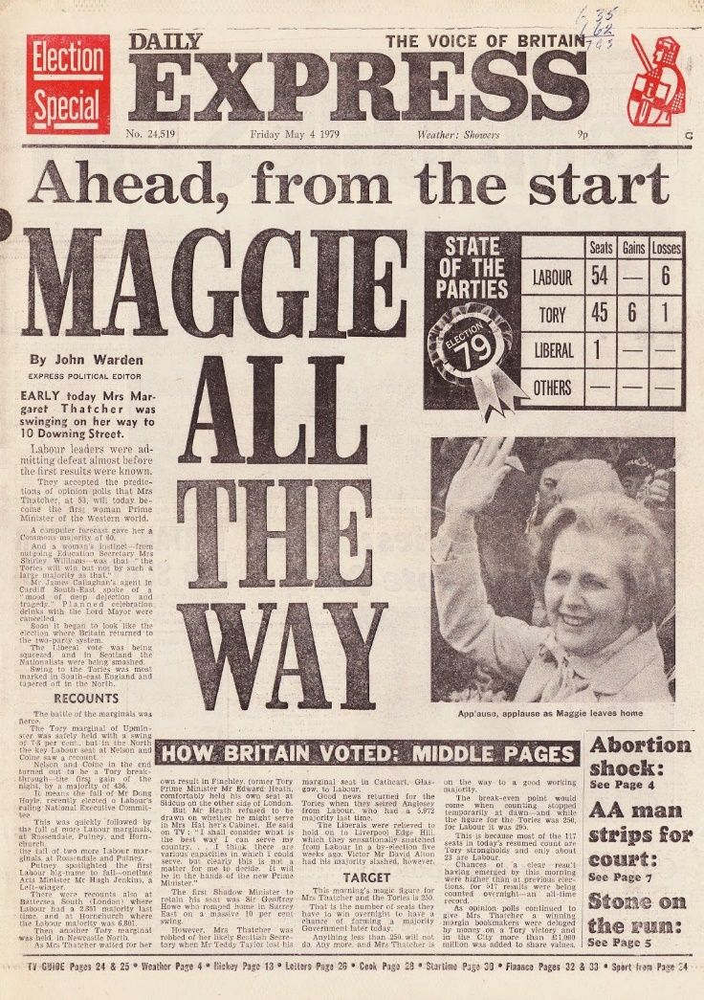 Election
Special
DAILY
THE VOICE OF BRITAIN
EXPRESS
No. 24,519
Friday May 4 1979
Weather: Showers
9p
Ahead, from the start
MAGGIE
ALL
THE
WAY
STATE
OF THE
PARTIES
ELECTION
79
Seats Gains Losses
LABOUR 54 — 6
TORY 45 6 1
LIBERAL 1 — —
OTHERS — — —
By John Warden
EXPRESS POLITICAL EDITOR
EARLY today Mrs Mar-
garet Thatcher was
swinging on her way to
10 Downing Street.
Labour leaders were ad-
mitting defeat almost before
the first results were known.
They accepted the predic-
tions of opinion polls that Mrs
Thatcher, at 53, will today be-
come the first woman Prime
Minister of the Western world.
A computer forecast gave her a
Commons majority of 60.
And a woman's instinct—from
outgoing Education Secretary Mrs
Shirley Williams—was that "the
Tories will win but not by such a
large majority as that."
Mr James Callaghan's agent in
Cardiff South-East spoke of a
"mood of deep dejection and
tragedy." Planned celebration
drinks with the Lord Mayor were
cancelled.
Soon it began to look like the
election where Britain returned to
the two-party system.
The Liberal vote was being
squeezed and in Scotland the
Nationalists were being smashed.
Swing to the Tories was most
marked in South-east England and
tapered off in the North.
RECOUNTS
The battle of the marginals was
fierce.
The Tory marginal of Upmin-
ster was safely held with a swing
of 7.8 per cent. but in the North
the key Labour seat at Nelson and
Colne saw a recount.
Nelson and Colne in the end
turned out to be a Tory break-
through—the first gain of the
night, by a majority of 436.
It means the fall of Mr Doug
Hoyle, recently elected to Labour's
ruling National Executive Commit-
tee.
This was quickly followed by
the fall of more Labour marginals,
at Rossendale, Putney, and Horn-
church.
the fall of two more Labour mar-
ginals, at Rossendale and Putney.
Putney spotlighted the first
Labour big-name to fall—onetime
Arts Minister Mr Hugh Jenkins, a
Left-winger.
There were recounts also at
Battersea South (London) where
Labour had a 2,851 majority last
time, and at Hornchurch where
the Labour majority was 6,801.
Then another Tory marginal
was held, in Newcastle North.
As Mrs Thatcher waited for her
Applause, applause as Maggie leaves home
HOW BRITAIN VOTED: MIDDLE PAGES
own result in Finchley, former Tory
Prime Minister Mr Edward Heath,
comfortably held his own seat at
Sidcup on the other side of London.
But Mr Heath refused to be
drawn on whether he might serve
in Mrs Thatcher's Cabinet. He said
on TV: "I shall consider what is
the best way I can serve my
country. . . . I think there are
various capacities in which I could
serve, but clearly this is not a
matter for me to decide. It will
be in the hands of the new Prime
Minister."
The first Shadow Minister to
retain his seat was Sir Geoffrey
Howe who romped home in Surrey
East on a massive 10 per cent
swing.
However, Mrs Thatcher was
robbed of her likely Scottish Secre-
tary when Mr Teddy Taylor lost his
marginal seat in Cathcart, Glas-
gow, to Labour.
Good news returned for the
Tories when they seized Anglesey
from Labour, who had a 5,972
majority last time.
The Liberals were relieved to
hold on to Liverpool Edge Hill,
which they sensationally snatched
from Labour in a by-election five
weeks ago. Victor Mr David Alton
had his majority slashed, however.
TARGET
This morning's magic figure for
Mrs Thatcher and the Tories is 250.
That is the number of seats they
have to win overnight to have a
chance of forming a majority
Government later today.
Anything less than 250 will not
do. Any more, and Mrs Thatcher is
on the way to a good working
majority.
The break-even point would
come when counting stopped
temporarily at dawn—and while
the figure for the Tories was 250,
for Labour it was 295.
This is because most of the 117
seats in today's resumed count are
Tory strongholds and only about
23 are Labour.
Chances of a clear result
having emerged by this morning
were higher than at previous elec-
tions, for 517 results were being
counted overnight—an all-time
record.
As opinion polls continued to
give Mrs Thatcher a winning
margin bookmakers were deluged
by money on a Tory victory and
in the City more than £1,000
million was added to share values.
Abortion
shock:
See Page 4
AA man
strips for
court:
See Page 7
Stone on
the run:
See Page 5
TV GUIDE Pages 24 & 25 • Weather Page 4 • Hickey Page 13 • Letters Page 26 • Cook Page 28 • Startime Page 30 • Finance Pages 32 & 33 • Sport from Page 34